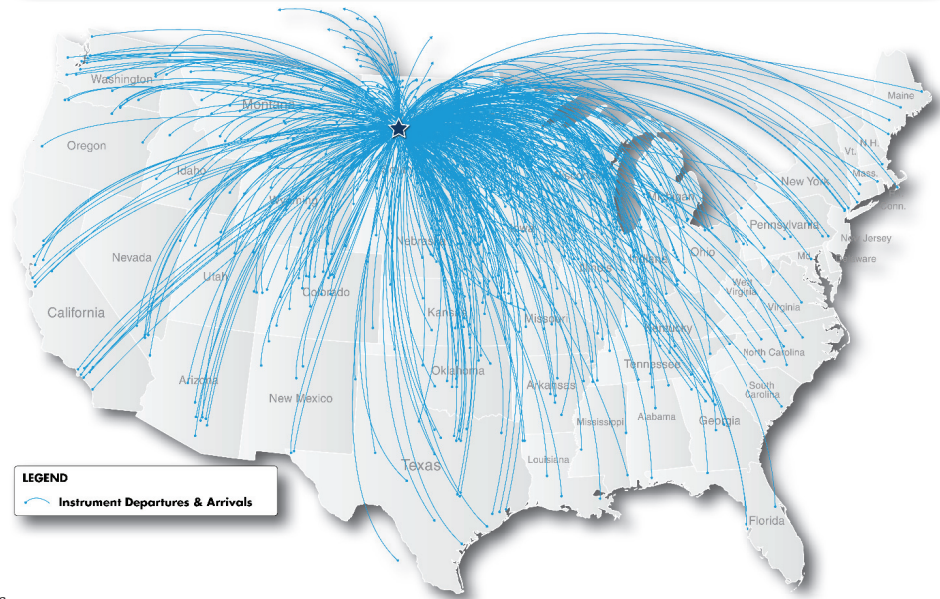 Washington
Montana
Maine
Oregon
Idaho
Vt.
N.H.
Mass.
New York
Michigan
Wyoming
Conn.
Pennsylvania
Iowa
Nebraska
New Jersey
Nevada
Ohio
Md.
Indiana
Illinois
Utah
Colorado
West
Virginia
Virginia
California
Kansas
Missouri
Kentucky
North Carolina
Tennessee
Oklahoma
Arizona
Arkansas
South
Carolina
New Mexico
Mississippi
Alabama
Georgia
Louisiana
Texas
LEGEND
Instrument Departures & Arrivals
Florida